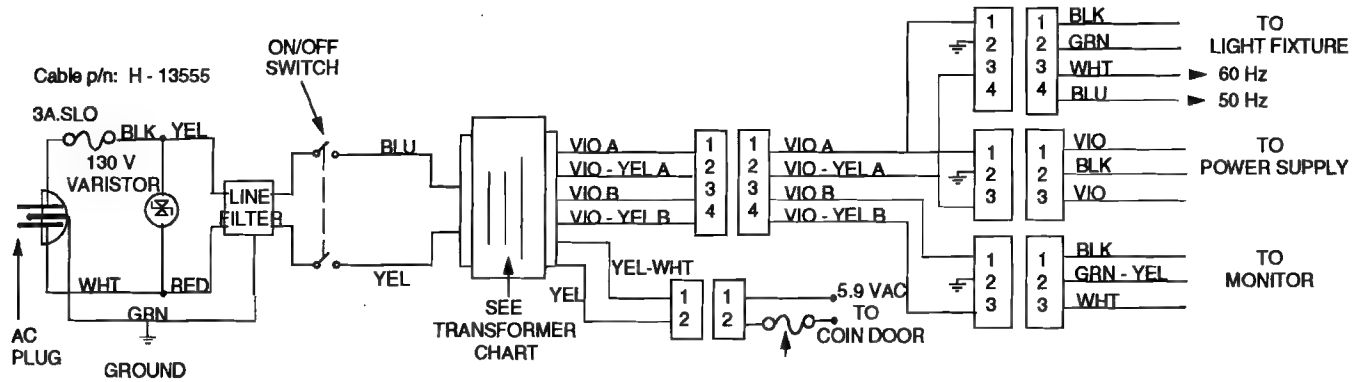 Cable p/n: H - 13555
3A.SLO
BLK
YEL
130 V
VARISTOR
WHT
RED
GRN
AC
PLUG
GROUND
LINE
FILTER
ON/OFF
SWITCH
BLU
YEL
SEE
TRANSFORMER
CHART
VIO A
VIO - YEL A
VIO B
VIO - YEL B
YEL-WHT
YEL
1
2
3
4
1
2
3
4
VIO A
VIO - YEL A
VIO B
VIO - YEL B
1
2
1
2
5.9 VAC
TO
COIN DOOR
1
2
3
4
1
2
3
4
BLK
GRN
WHT
BLU
TO
LIGHT FIXTURE
60 Hz
50 Hz
1
2
3
1
2
3
VIO
BLK
VIO
TO
POWER SUPPLY
1
2
3
1
2
3
BLK
GRN - YEL
WHT
TO
MONITOR